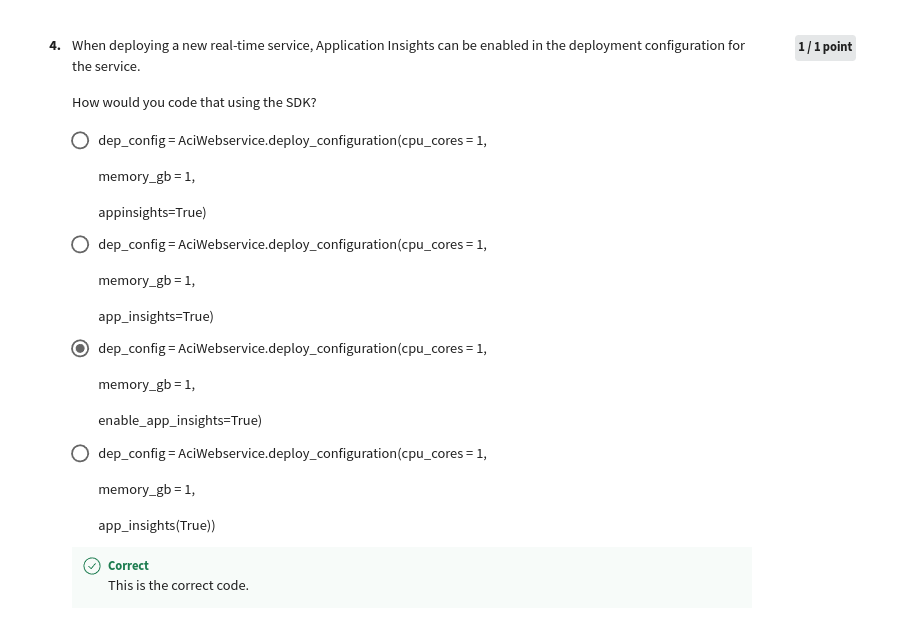 4. When deploying a new real-time service, Application Insights can be enabled in the deployment configuration for
the service.
1 / 1 point
How would you code that using the SDK?
dep_config = AciWebservice.deploy_configuration(cpu_cores = 1,
memory_gb = 1,
appinsights=True)
dep_config = AciWebservice.deploy_configuration(cpu_cores = 1,
memory_gb = 1,
app_insights=True)
dep_config = AciWebservice.deploy_configuration(cpu_cores = 1,
memory_gb = 1,
enable_app_insights=True)
dep_config = AciWebservice.deploy_configuration(cpu_cores = 1,
memory_gb = 1,
app_insights(True))
Correct
This is the correct code.